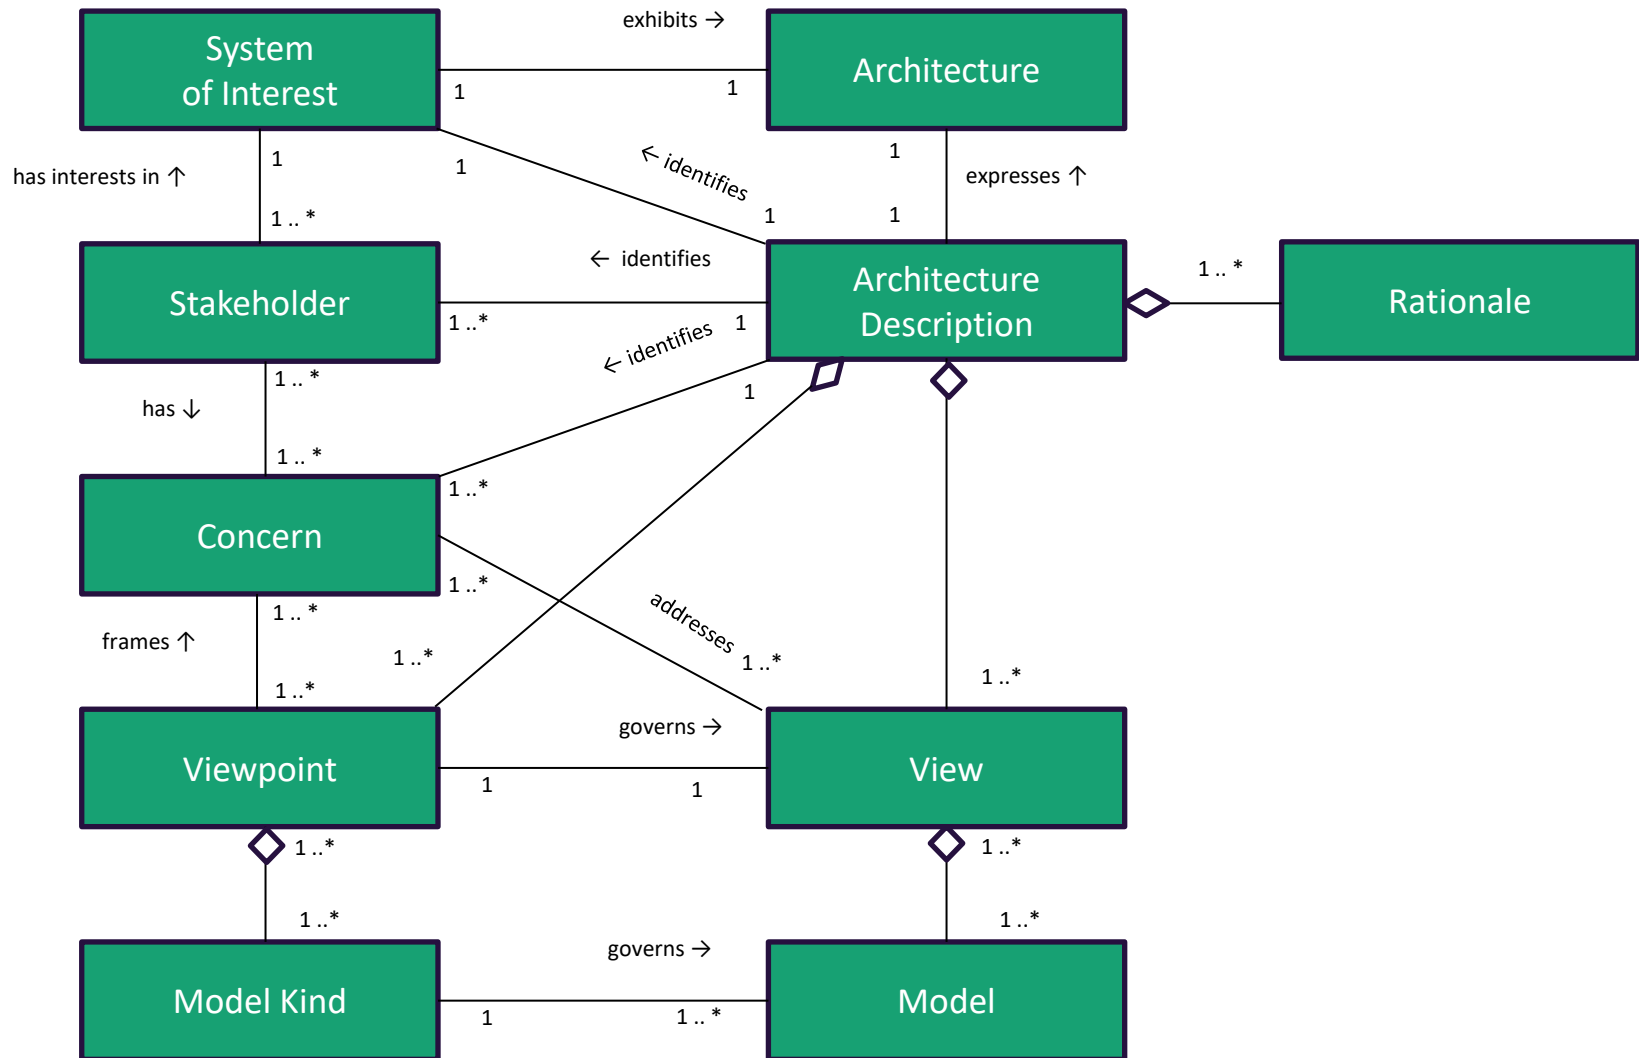 exhibits →
System
of Interest
Architecture
1
1
1
1
← identifies
1
has interests in ↑
expresses ↑
1 .. *
1
1
← identifies
1 .. *
Stakeholder
Architecture
Description
Rationale
1 ..*
1
← identifies
1 .. *
1
has ↓
1 .. *
1 ..*
Concern
1 ..*
addresses
1 .. *
frames ↑
1 ..*
1 ..*
1 ..*
1 ..*
governs →
Viewpoint
View
1
1
1 ..*
1 ..*
1 ..*
1 ..*
governs →
Model Kind
Model
1
1 .. *